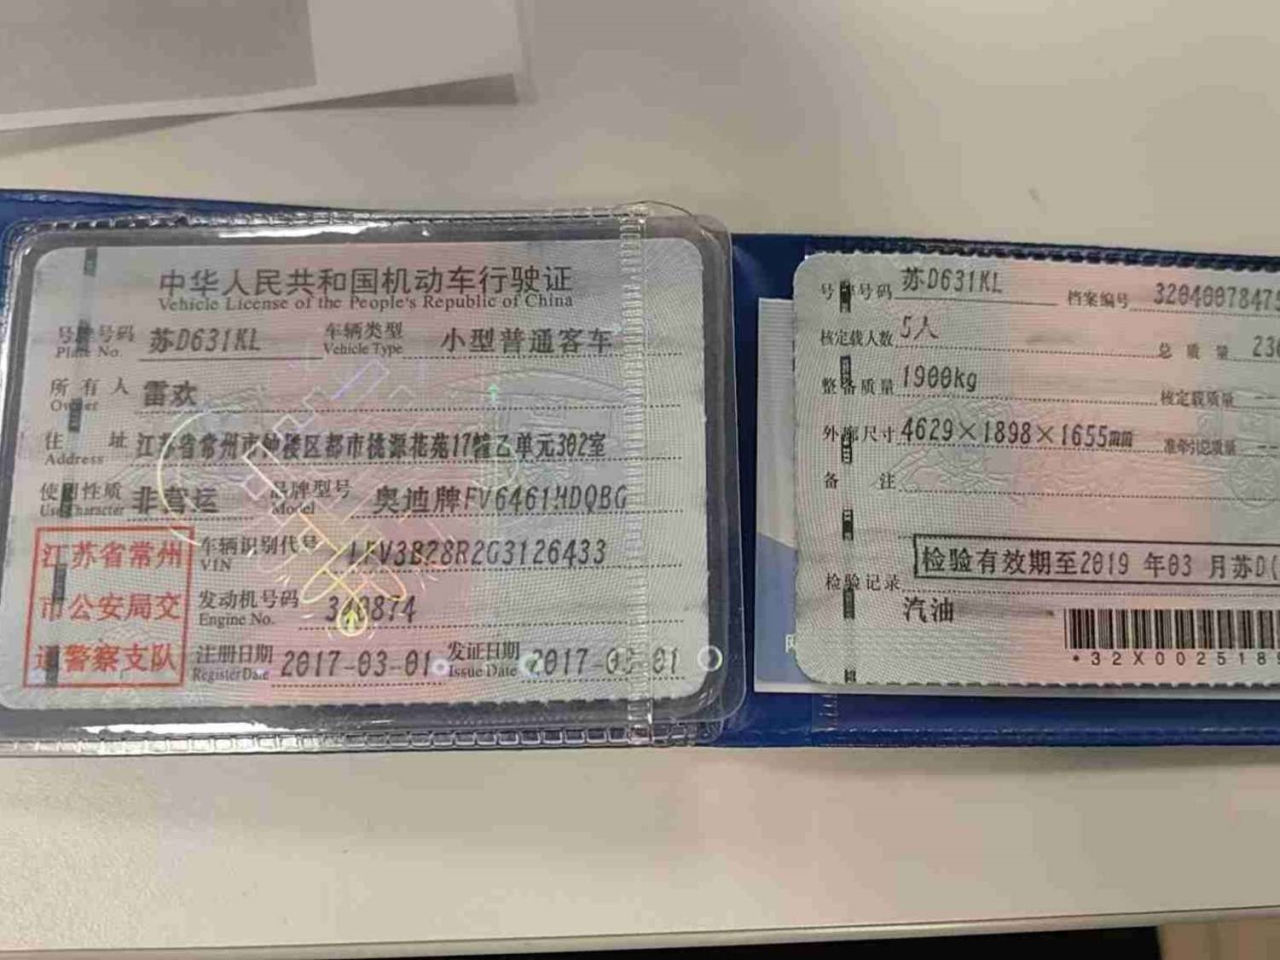 中华人民共和国机动车行驶证
Vehicle License of the People's Republic of China
号牌号码 苏D631KL 车辆类型 小型普通客车
Plate No. Vehicle Type
所有人 雷欢
Owner
住址 江苏省常州市钟楼区都市桃源花苑17幢乙单元302室
Address
使用性质 非营运 品牌型号 奥迪牌FV6461HDQBG
Use Character Model
江苏省常州
市公安局交
通警察支队
车辆识别代号 LFV3B28R2G3126433
VIN
发动机号码
Engine No.
注册日期 2017-03-01 发证日期 2017-03-01
Register Date Issue Date
号牌号码 苏D631KL 档案编号 320400784
核定载人数 5人 总质量
整备质量 1900kg 核定载质量 --
外廓尺寸 4629×1898×1655mm 准牵引总质量 --
备注
检验有效期至2019 年03 月苏D(
检验记录
汽油
*32X002518